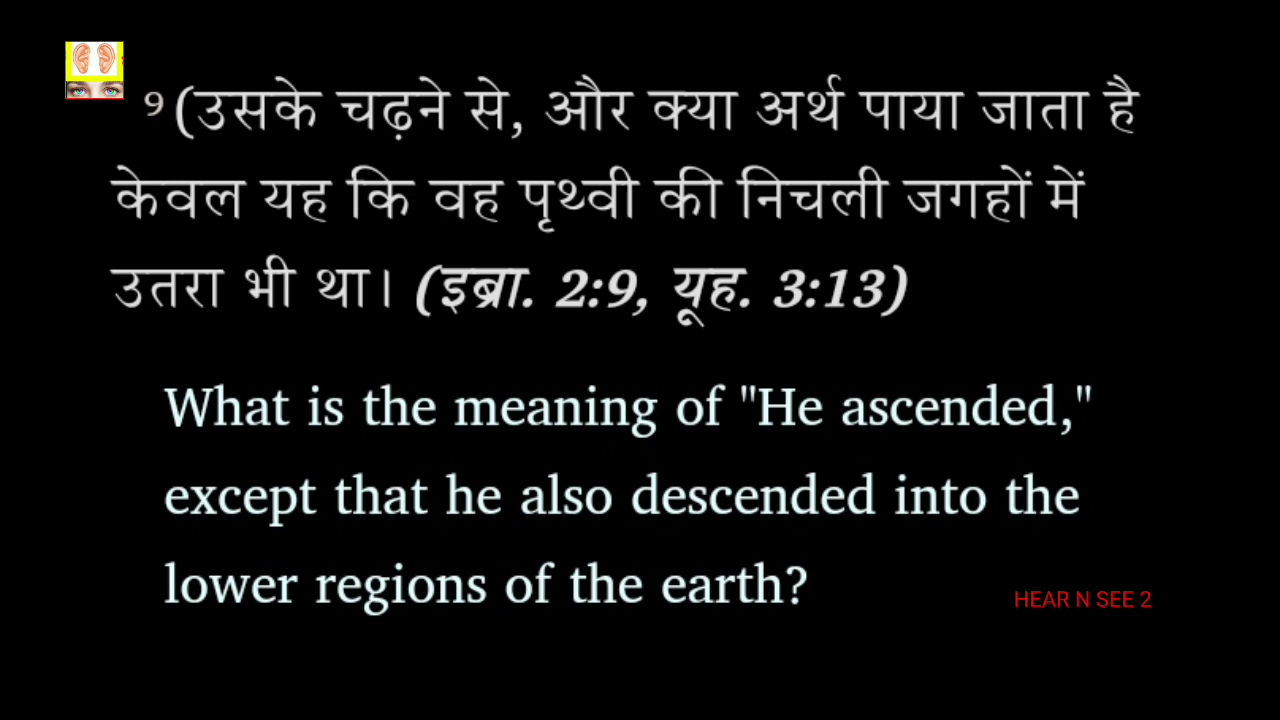 ⁹ (उसके चढ़ने से, और क्या अर्थ पाया जाता है
केवल यह कि वह पृथ्वी की निचली जगहों में
उतरा भी था। (इब्रा. 2:9, यूह. 3:13)
What is the meaning of "He ascended,"
except that he also descended into the
lower regions of the earth?
HEAR N SEE 2